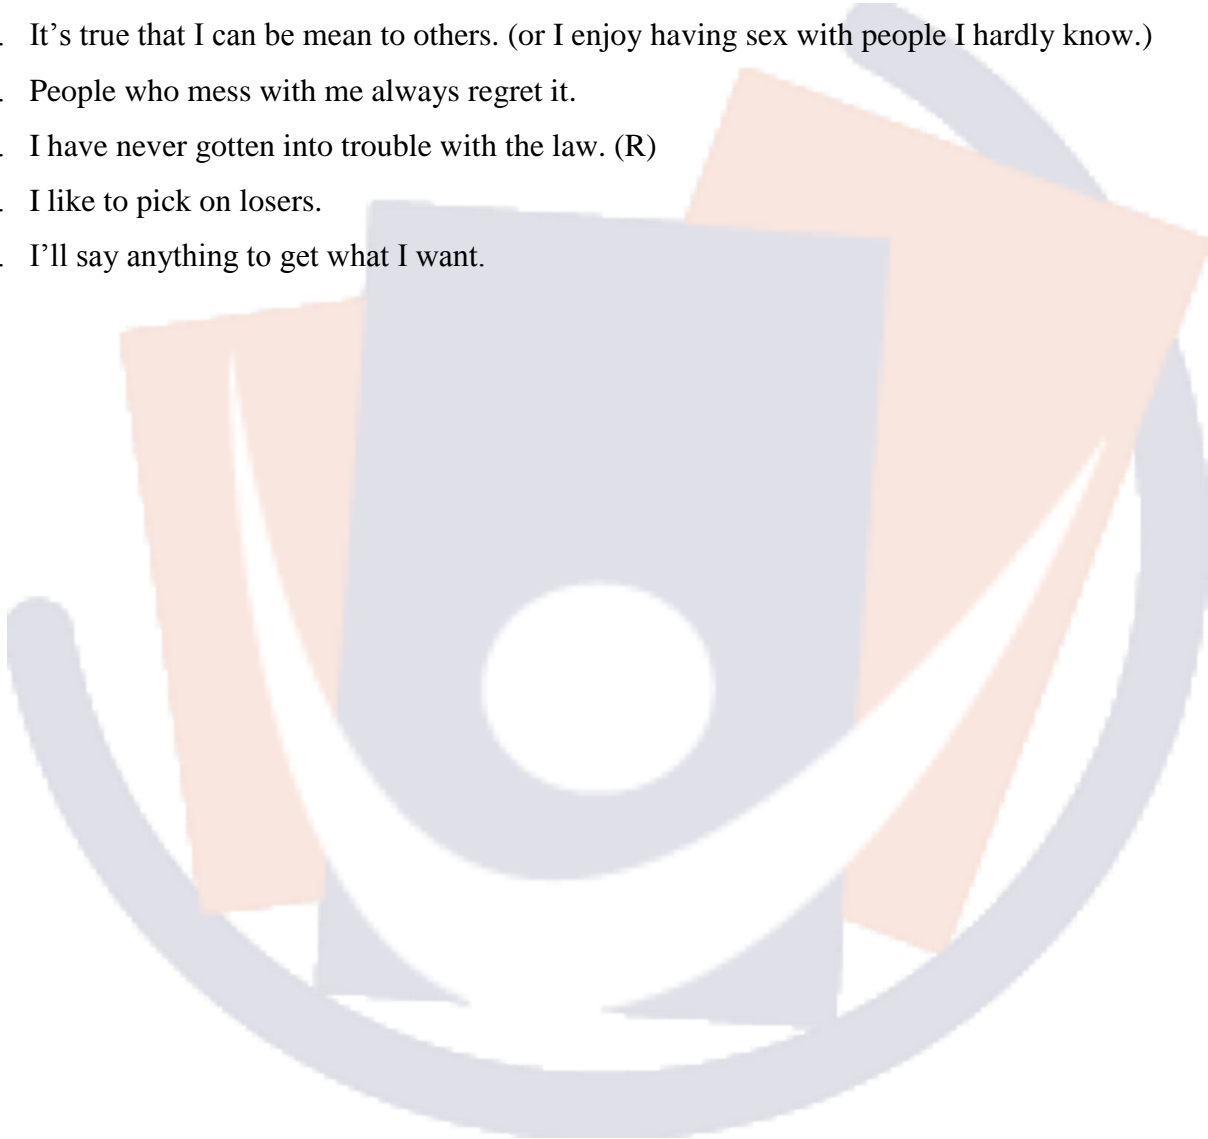 . It’s true that I can be mean to others. (or I enjoy having sex with people I hardly know.)
. People who mess with me always regret it.
. I have never gotten into trouble with the law. (R)
. I like to pick on losers.
. I’ll say anything to get what I want.